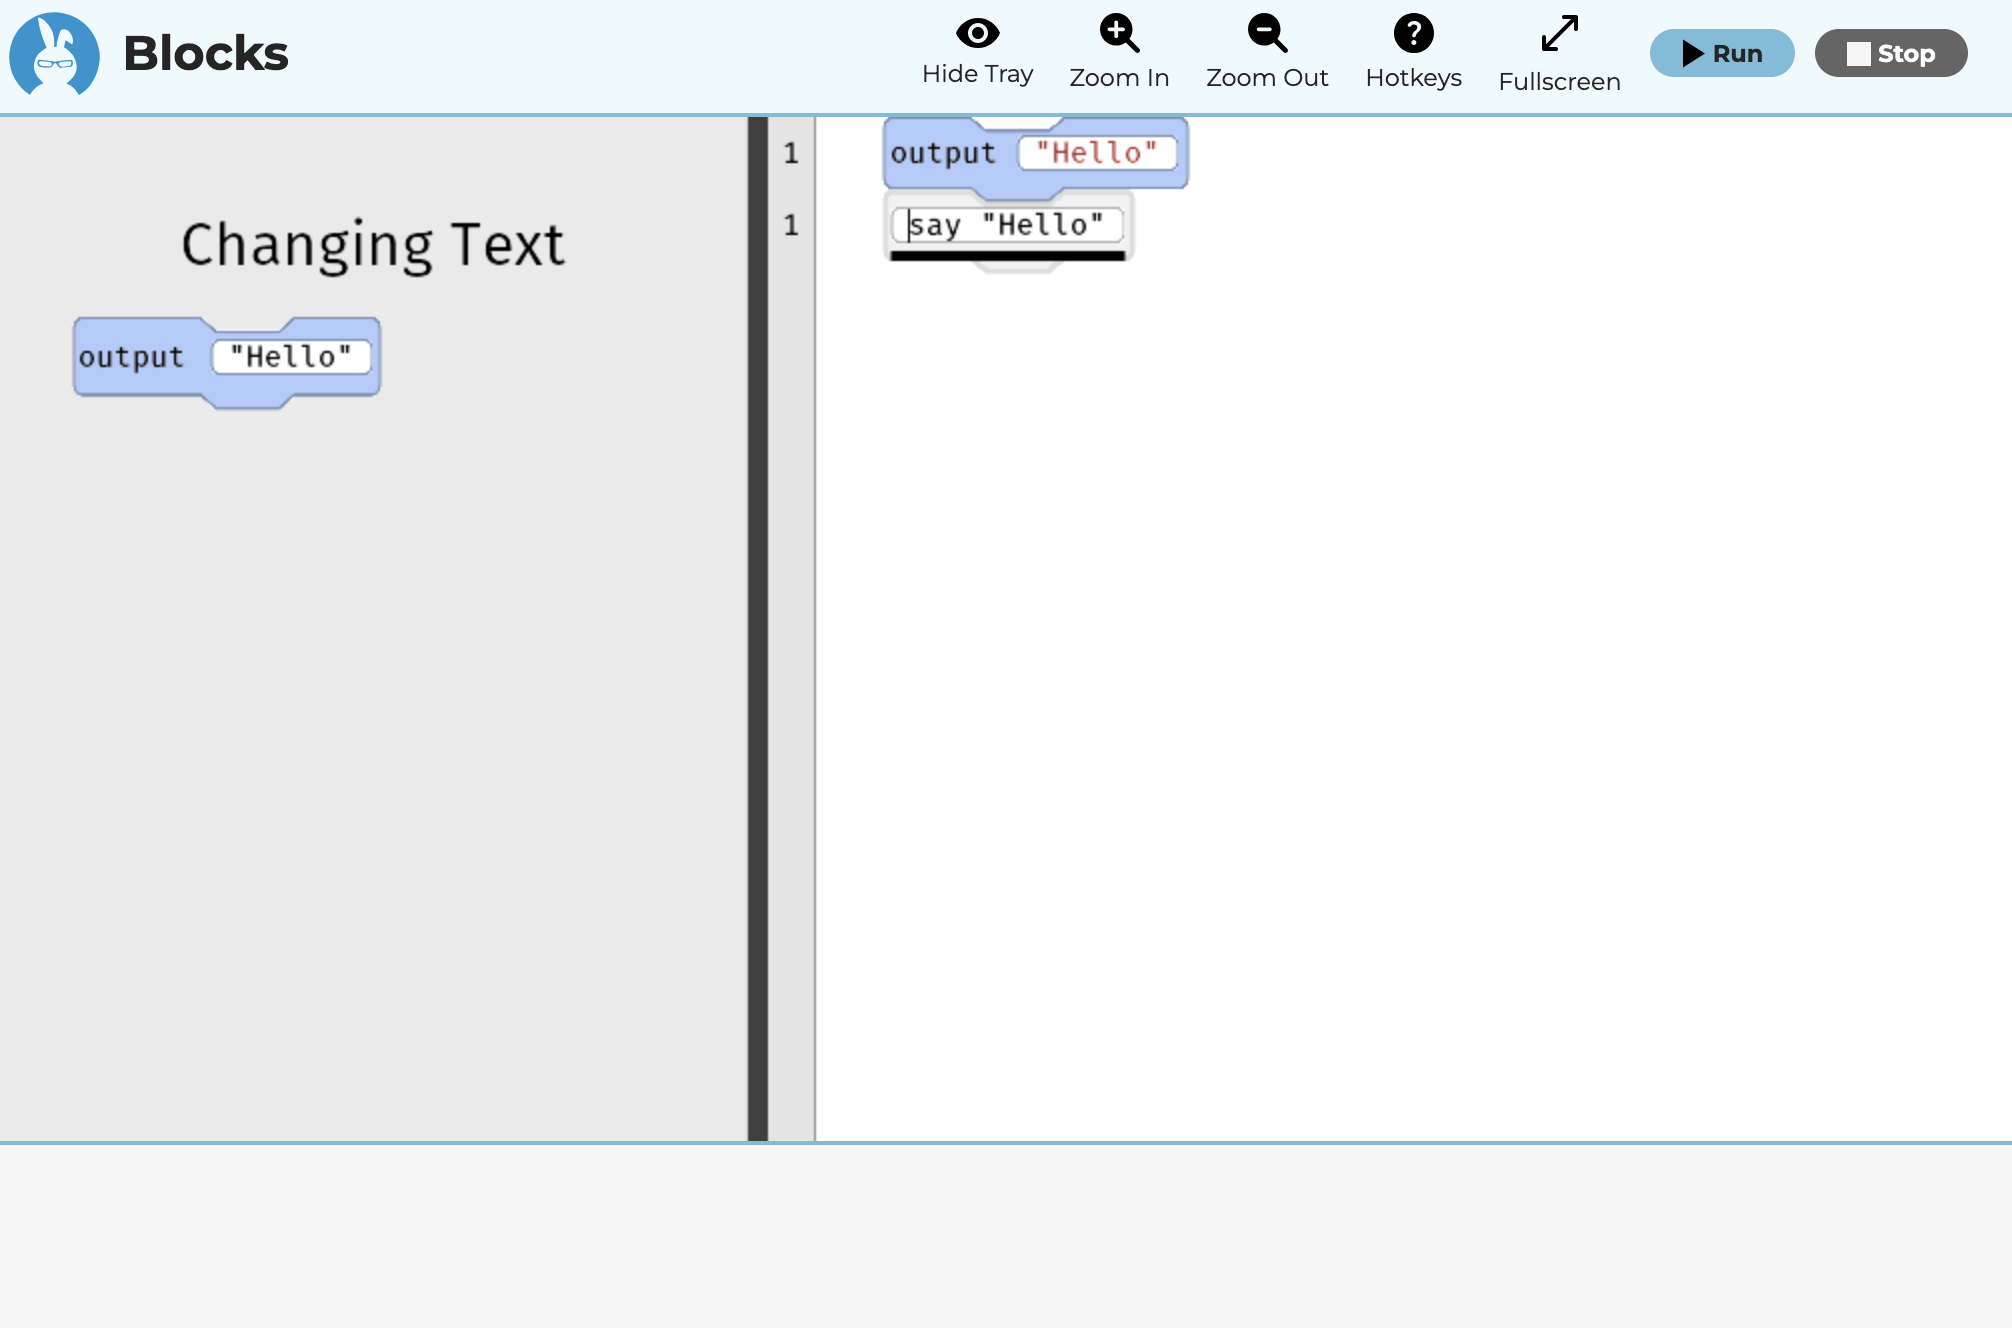 Blocks
Hide Tray
Zoom In
Zoom Out
Hotkeys
Fullscreen
Run
Stop
Changing Text
output "Hello"
1
output "Hello"
1
say "Hello"